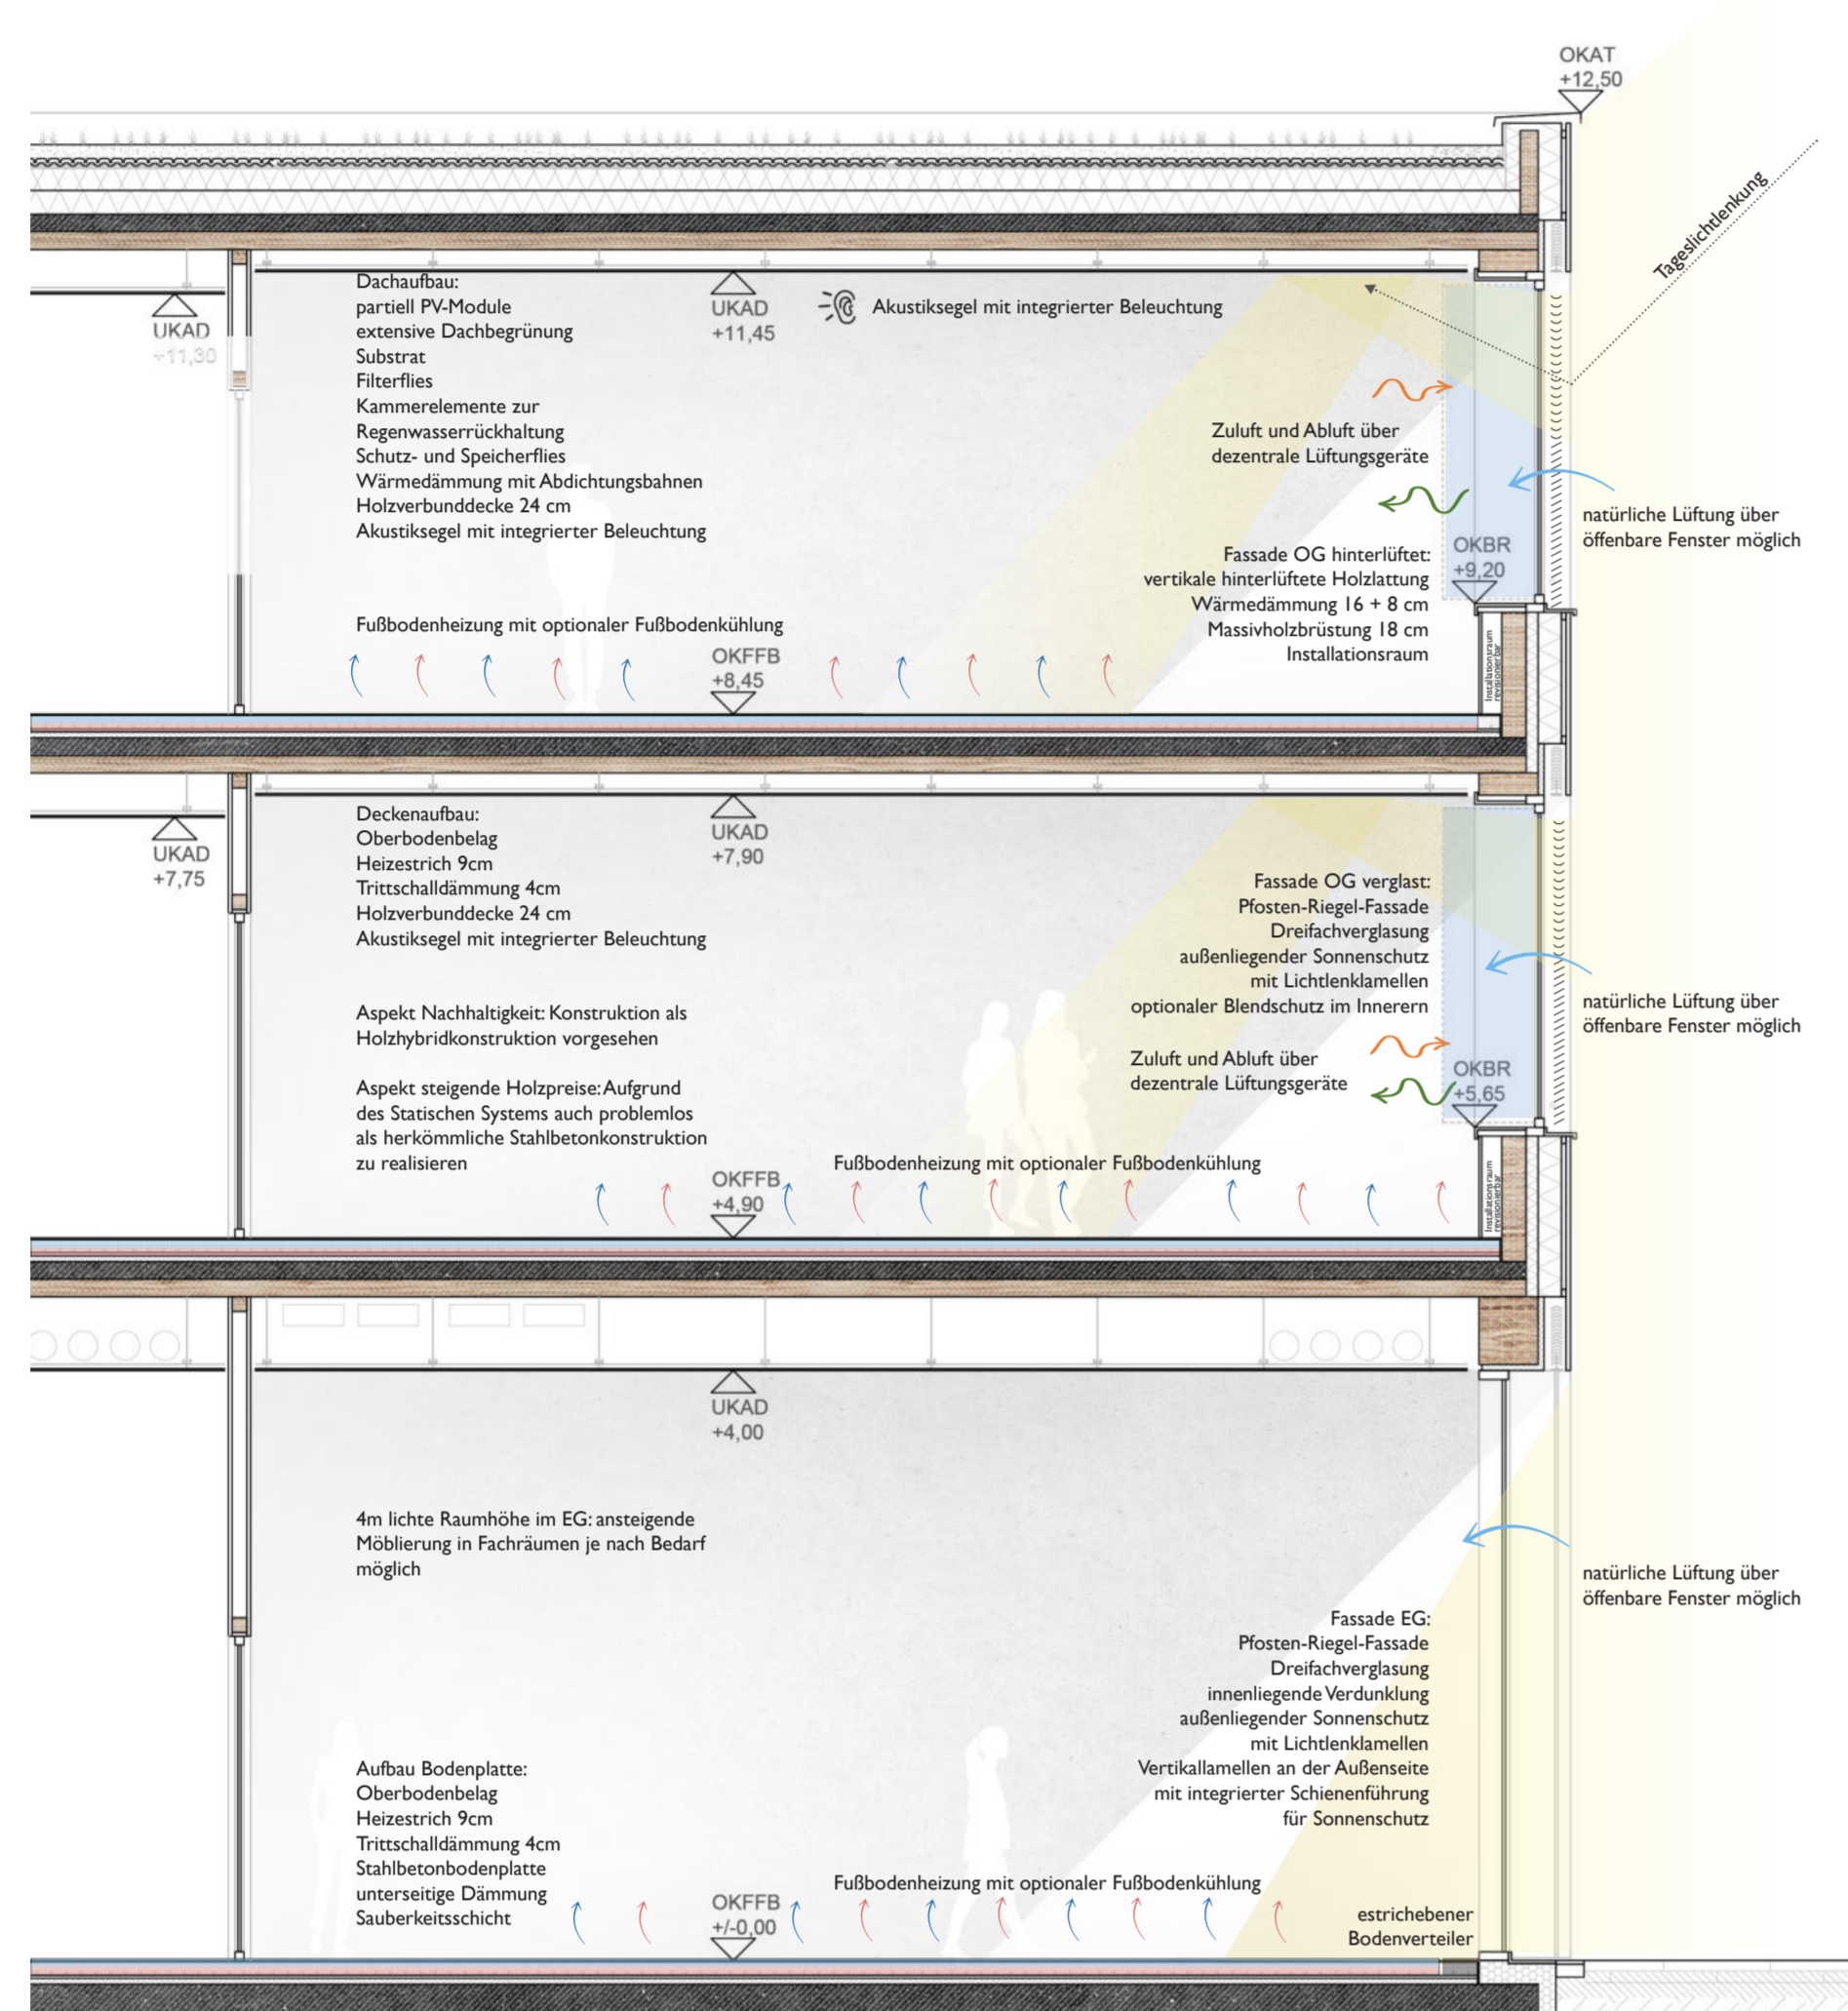 OKAT
+12,50
Tageslichtlenkung
Dachaufbau:
partiell PV-Module
extensive Dachbegrünung
Substrat
Filterflies
Kammerelemente zur
Regenwasserrückhaltung
Schutz- und Speicherflies
Wärmedämmung mit Abdichtungsbahnen
Holzverbunddecke 24 cm
Akustiksegel mit integrierter Beleuchtung
UKAD
+11,30
UKAD
+11,45
Akustiksegel mit integrierter Beleuchtung
Zuluft und Abluft über
dezentrale Lüftungsgeräte
natürliche Lüftung über
öffenbare Fenster möglich
OKBR
+9,20
Fassade OG hinterlüftet:
vertikale hinterlüftete Holzlattung
Wärmedämmung 16 + 8 cm
Massivholzbrüstung 18 cm
Installationsraum
Installationsraum
revisionierbar
Fußbodenheizung mit optionaler Fußbodenkühlung
OKFFB
+8,45
UKAD
+7,75
Deckenaufbau:
Oberbodenbelag
Heizestrich 9cm
Trittschalldämmung 4cm
Holzverbunddecke 24 cm
Akustiksegel mit integrierter Beleuchtung
UKAD
+7,90
Fassade OG verglast:
Pfosten-Riegel-Fassade
Dreifachverglasung
außenliegender Sonnenschutz
mit Lichtlenklamellen
optionaler Blendschutz im Innerern
natürliche Lüftung über
öffenbare Fenster möglich
Aspekt Nachhaltigkeit: Konstruktion als
Holzhybridkonstruktion vorgesehen
Aspekt steigende Holzpreise: Aufgrund
des Statischen Systems auch problemlos
als herkömmliche Stahlbetonkonstruktion
zu realisieren
Zuluft und Abluft über
dezentrale Lüftungsgeräte
OKBR
+5,65
Installationsraum
revisionierbar
Fußbodenheizung mit optionaler Fußbodenkühlung
OKFFB
+4,90
UKAD
+4,00
4m lichte Raumhöhe im EG: ansteigende
Möblierung in Fachräumen je nach Bedarf
möglich
natürliche Lüftung über
öffenbare Fenster möglich
Fassade EG:
Pfosten-Riegel-Fassade
Dreifachverglasung
innenliegende Verdunklung
außenliegender Sonnenschutz
mit Lichtlenklamellen
Vertikallamellen an der Außenseite
mit integrierter Schienenführung
für Sonnenschutz
Aufbau Bodenplatte:
Oberbodenbelag
Heizestrich 9cm
Trittschalldämmung 4cm
Stahlbetonbodenplatte
unterseitige Dämmung
Sauberkeitsschicht
Fußbodenheizung mit optionaler Fußbodenkühlung
OKFFB
+/-0,00
estrichebener
Bodenverteiler